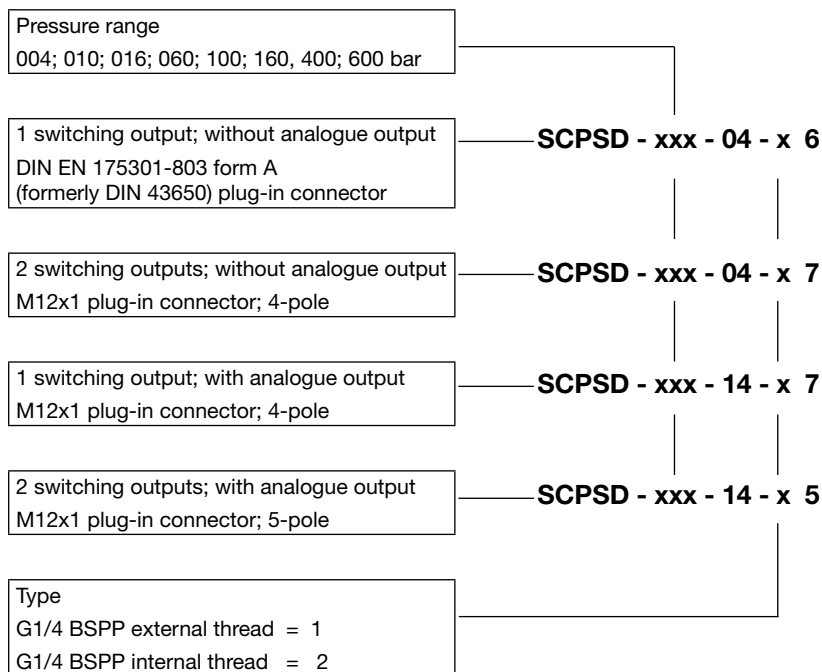 Pressure range
004; 010; 016; 060; 100; 160, 400; 600 bar
1 switching output; without analogue output
DIN EN 175301-803 form A
(formerly DIN 43650) plug-in connector
SCPSD - xxx - 04 - x 6
2 switching outputs; without analogue output
M12x1 plug-in connector; 4-pole
SCPSD - xxx - 04 - x 7
1 switching output; with analogue output
M12x1 plug-in connector; 4-pole
SCPSD - xxx - 14 - x 7
2 switching outputs; with analogue output
M12x1 plug-in connector; 5-pole
SCPSD - xxx - 14 - x 5
Type
G1/4 BSPP external thread = 1
G1/4 BSPP internal thread = 2